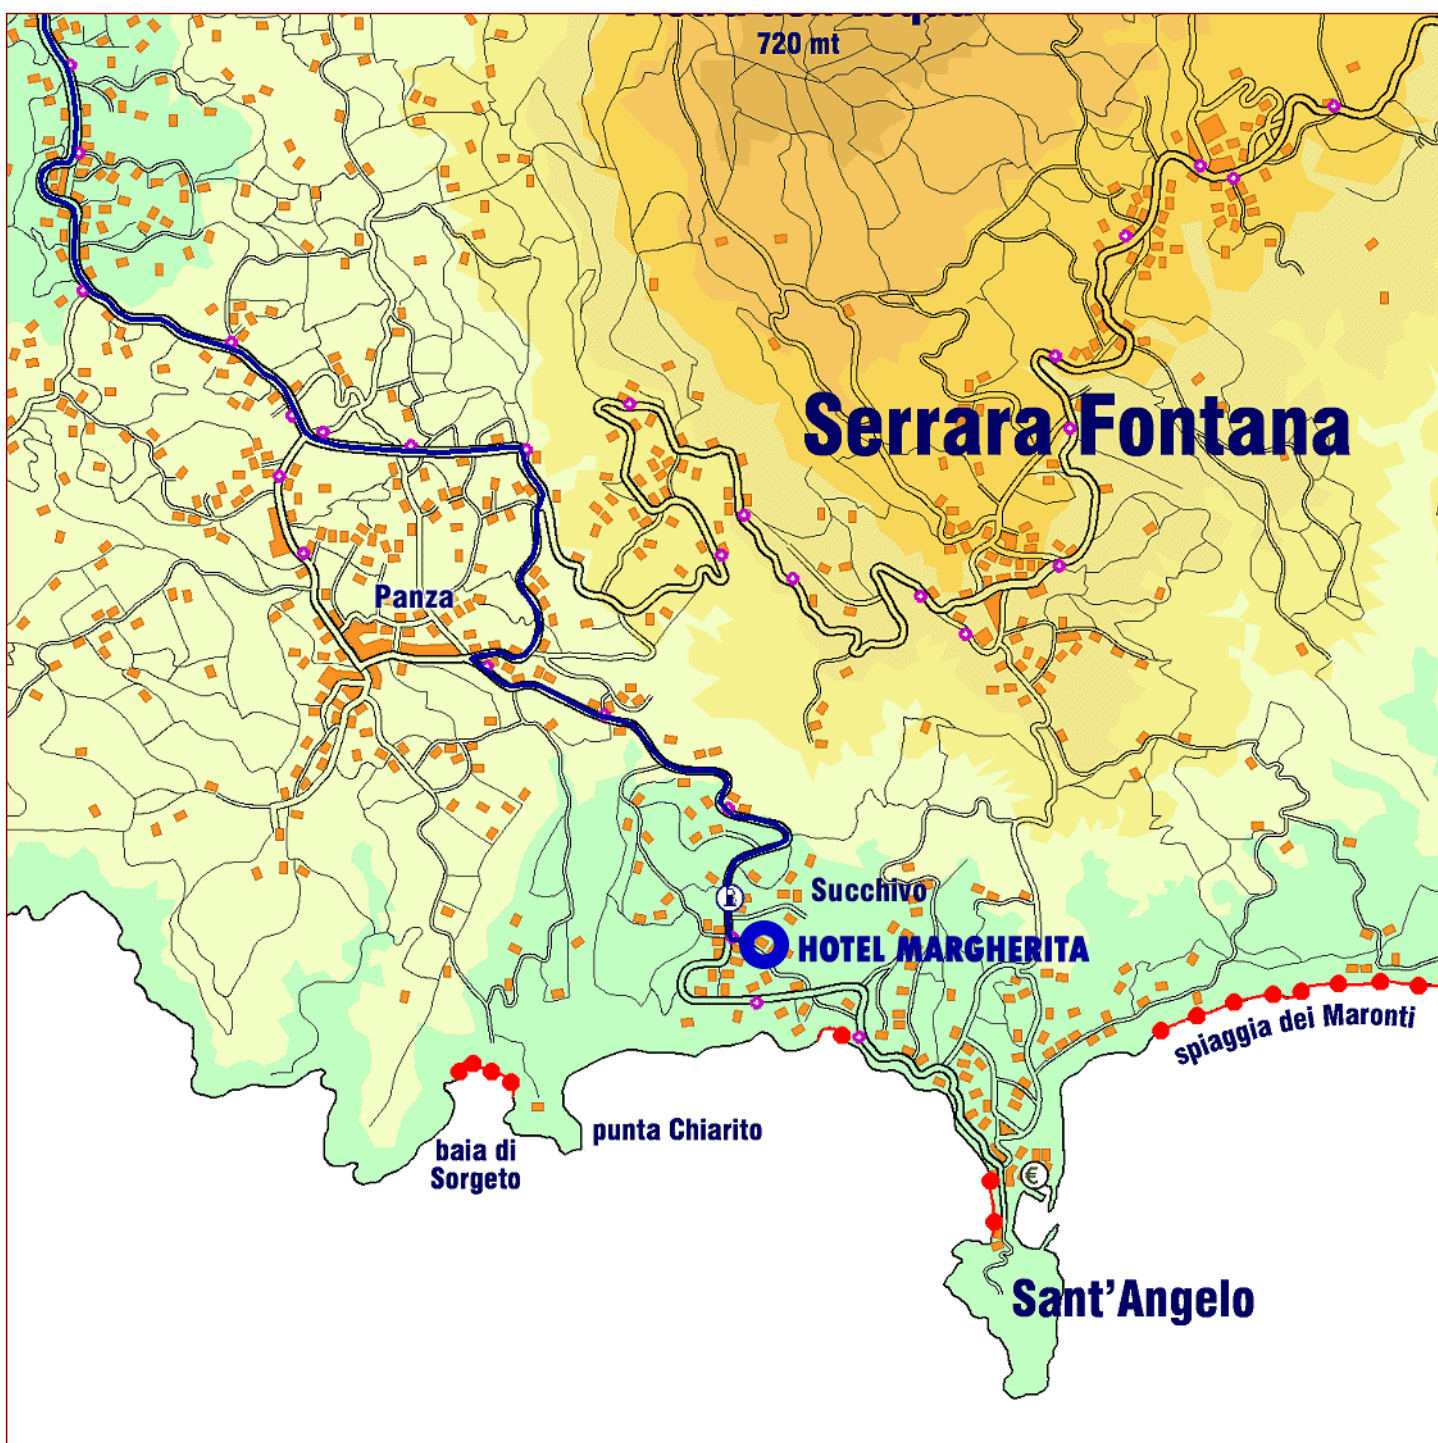 720 mt
Serrara Fontana
Panza
Succhivo
HOTEL MARGHERITA
spiaggia dei Maronti
punta Chiarito
baia di
Sorgeto
€
Sant'Angelo